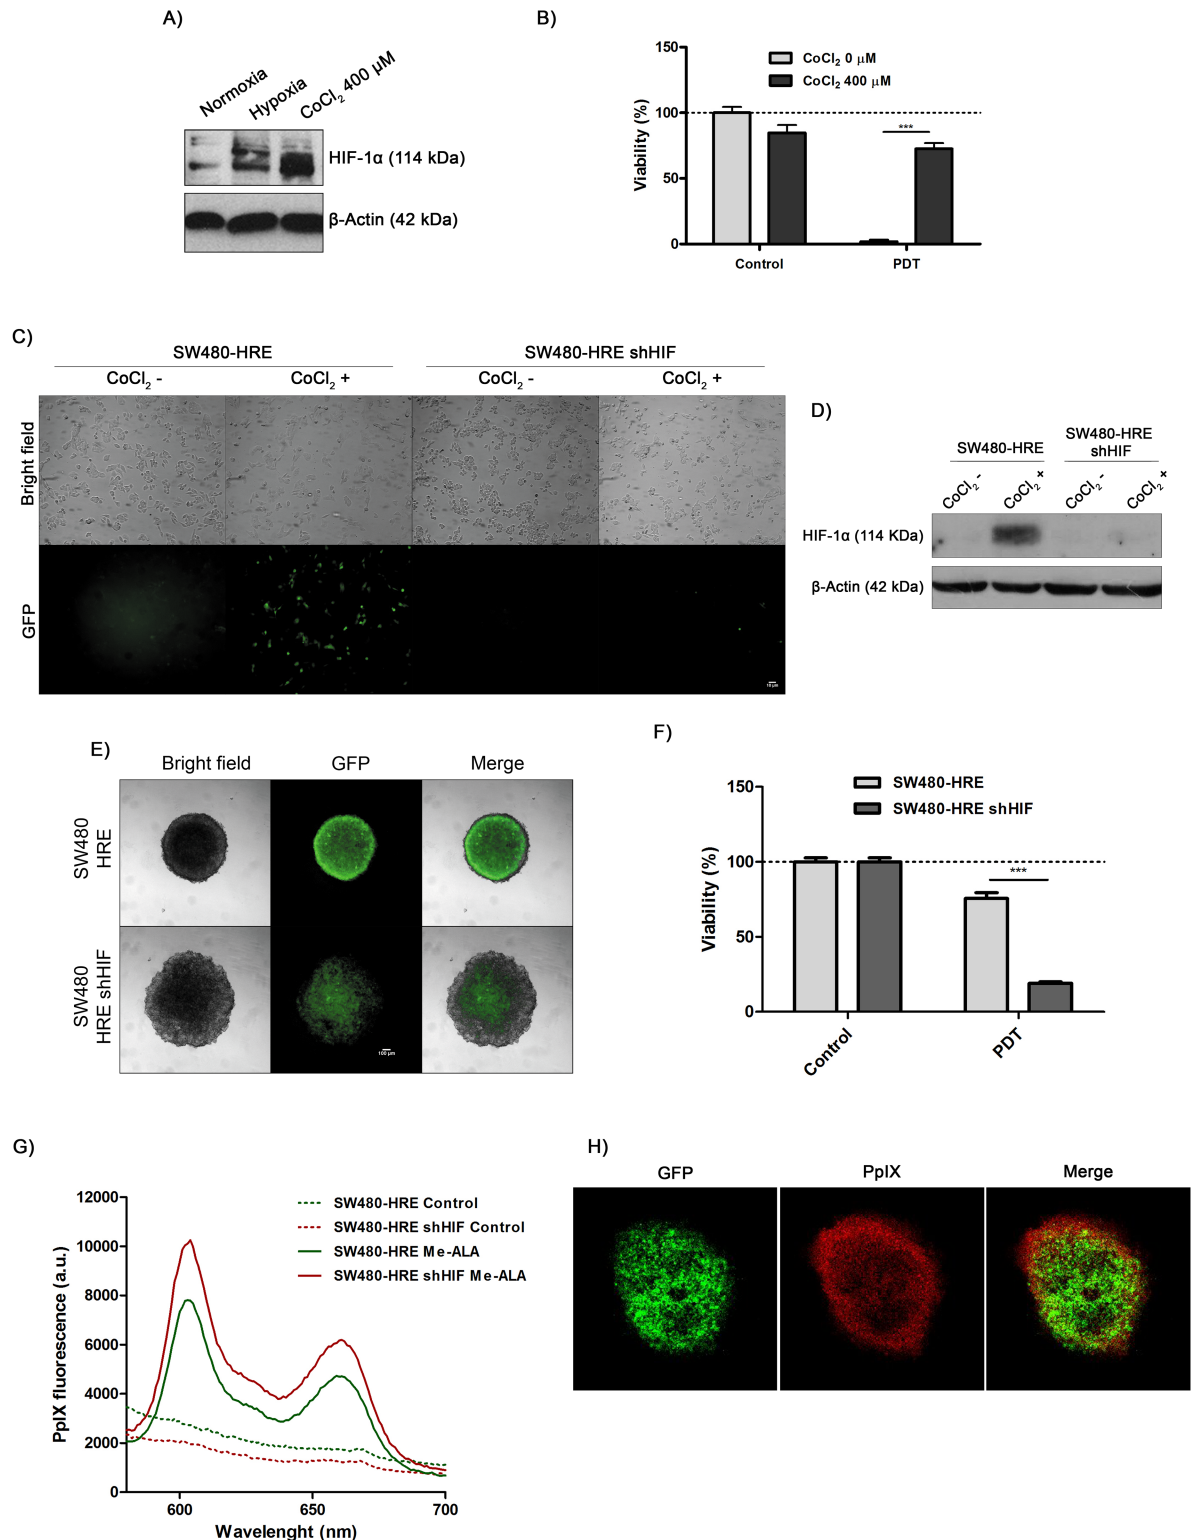 A)
Normoxia
Hypoxia
CoCl2 400 µM
HIF-1α (114 kDa)
β-Actin (42 kDa)
B)
150
100
50
0
Viability (%)
CoCl2 0 µM
CoCl2 400 µM
***
Control
PDT
C)
SW480-HRE
SW480-HRE shHIF
CoCl2 -
CoCl2 +
CoCl2 -
CoCl2 +
Bright field
GFP
10 µm
D)
SW480-HRE
SW480-HRE
shHIF
CoCl2 -
CoCl2 +
CoCl2 -
CoCl2 +
HIF-1α (114 KDa)
β-Actin (42 kDa)
E)
Bright field
GFP
Merge
SW480
HRE
SW480
HRE shHIF
100 µm
F)
150
100
50
0
Viability (%)
SW480-HRE
SW480-HRE shHIF
***
Control
PDT
G)
12000
10000
8000
6000
4000
2000
0
PpIX fluorescence (a.u.)
SW480-HRE Control
SW480-HRE shHIF Control
SW480-HRE Me-ALA
SW480-HRE shHIF Me-ALA
600
650
700
Wavelenght (nm)
H)
GFP
PpIX
Merge